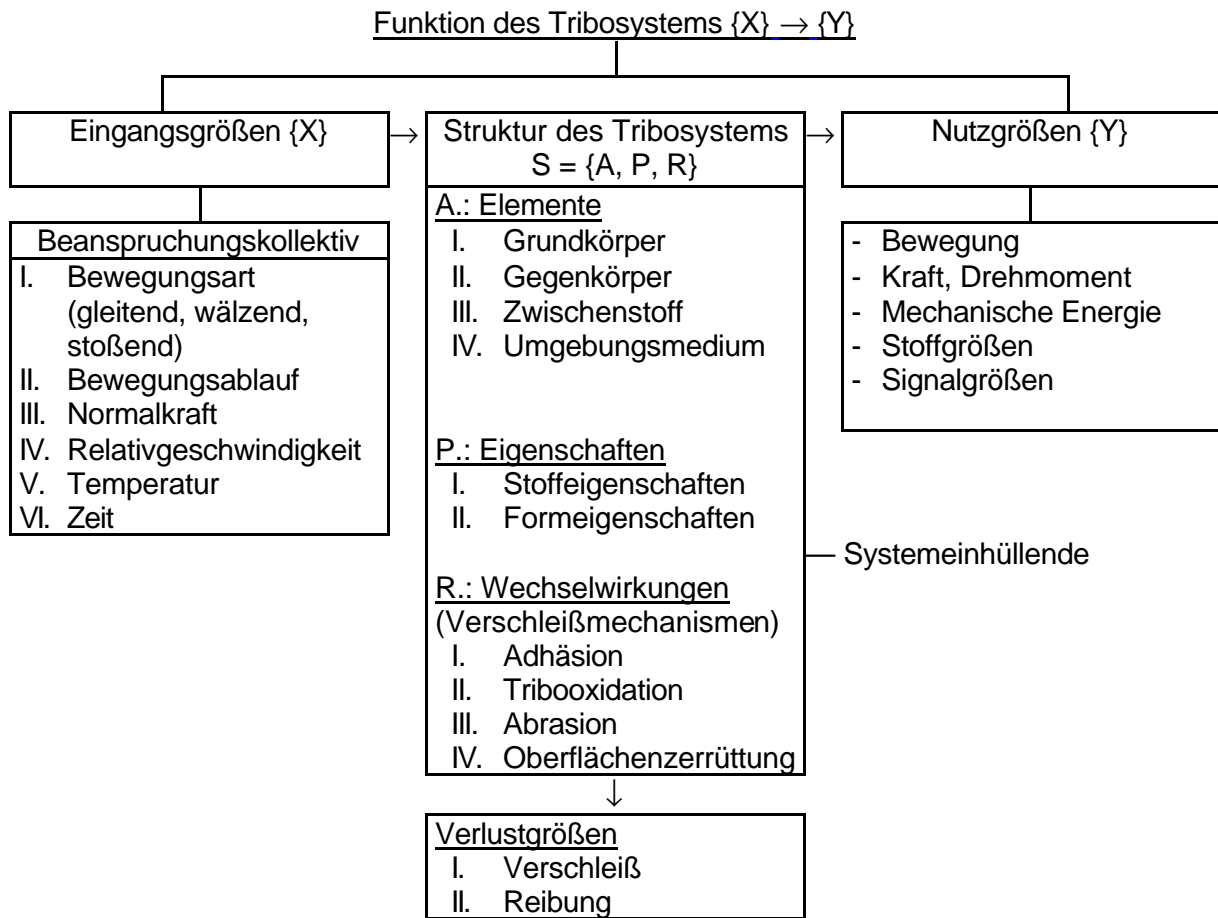 Funktion des Tribosystems {X} → {Y}
Eingangsgrößen {X}
→
Struktur des Tribosystems
S = {A, P, R}
→
Nutzgrößen {Y}
Beanspruchungskollektiv
I. Bewegungsart
(gleitend, wälzend,
stoßend)
II. Bewegungsablauf
III. Normalkraft
IV. Relativgeschwindigkeit
V. Temperatur
VI. Zeit
A.: Elemente
I. Grundkörper
II. Gegenkörper
III. Zwischenstoff
IV. Umgebungsmedium
P.: Eigenschaften
I. Stoffeigenschaften
II. Formeigenschaften
R.: Wechselwirkungen
(Verschleißmechanismen)
I. Adhäsion
II. Tribooxidation
III. Abrasion
IV. Oberflächenzerrüttung
- Bewegung
- Kraft, Drehmoment
- Mechanische Energie
- Stoffgrößen
- Signalgrößen
Systemeinhüllende
↓
Verlustgrößen
I. Verschleiß
II. Reibung